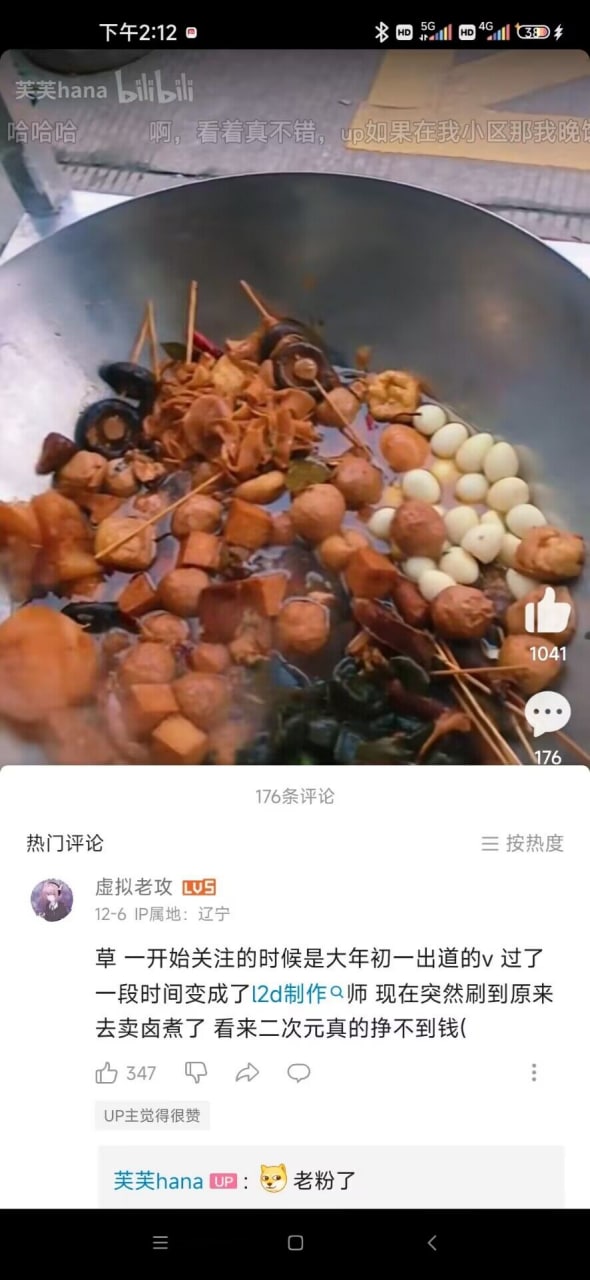 下午2:12
HD 5G HD 4G 38
芙芙hana bilibili
哈哈哈 啊，看着真不错，up如果在我小区那我晚饭
1041
176
176条评论
热门评论 按热度
虚拟老攻 LV5
12-6 IP属地：辽宁
草 一开始关注的时候是大年初一出道的v 过了
一段时间变成了l2d制作师 现在突然刷到原来
去卖卤煮了 看来二次元真的挣不到钱(
347
UP主觉得很赞
芙芙hana UP : 老粉了